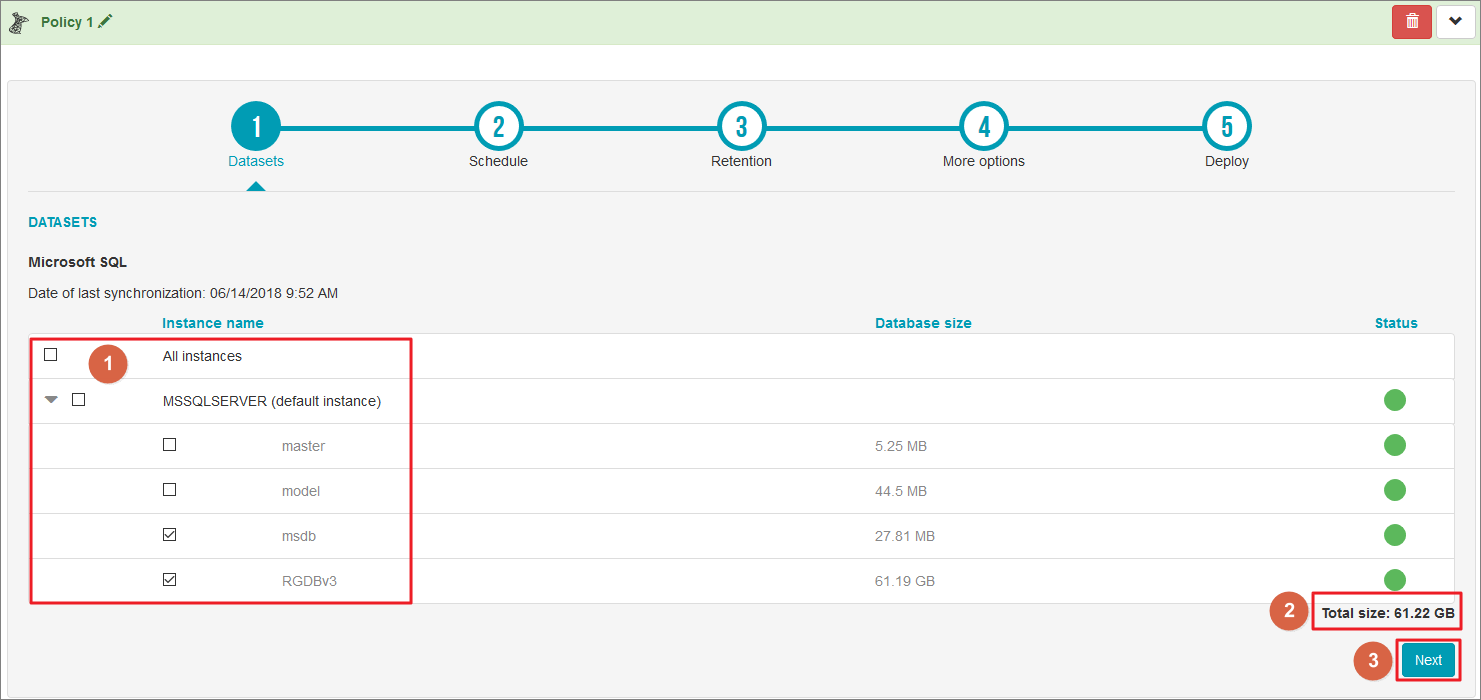 Policy 1
1 2 3 4 5
Datasets Schedule Retention More options Deploy
DATASETS
Microsoft SQL
Date of last synchronization: 06/14/2018 9:52 AM
Instance name Database size Status
1 All instances
MSSQLSERVER (default instance)
master 5.25 MB
model 44.5 MB
msdb 27.81 MB
RGDBv3 61.19 GB
2 Total size: 61.22 GB
3 Next